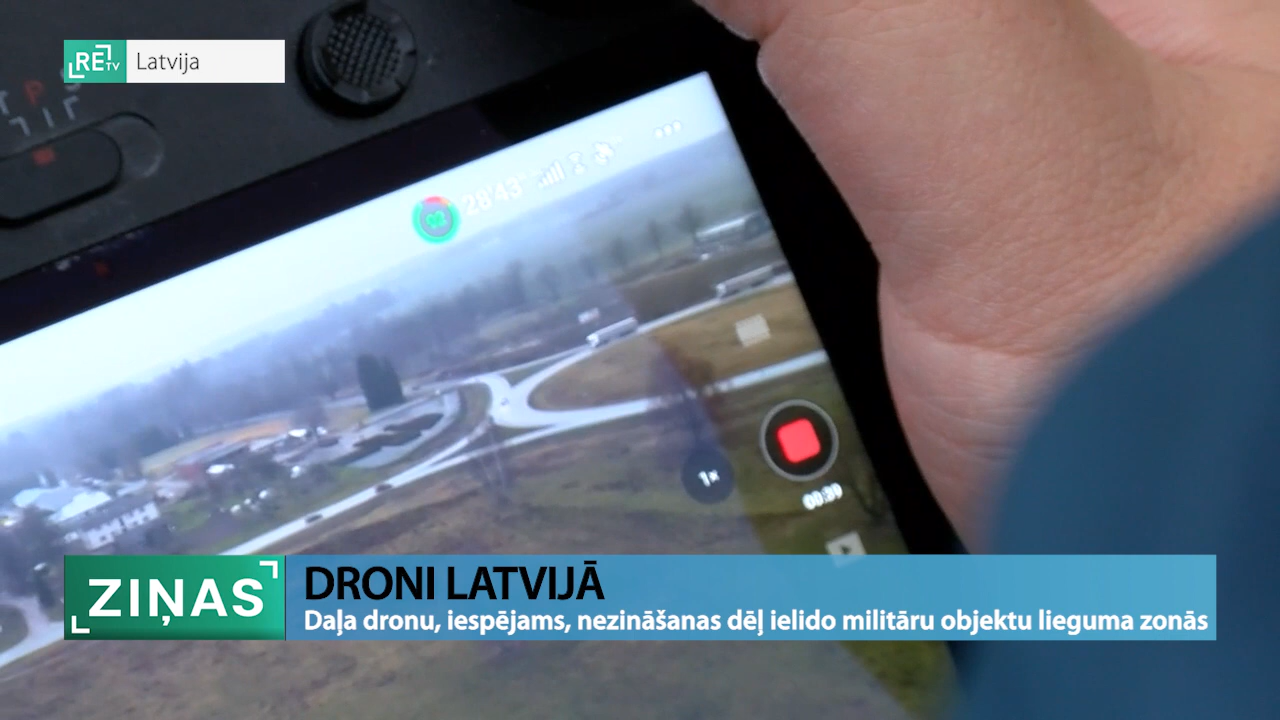 RE TV Latvija
P S
92
28'43"
1x
00:39
ZIŅAS
DRONI LATVIJĀ
Daļa dronu, iespējams, nezināšanas dēļ ielido militāru objektu lieguma zonās